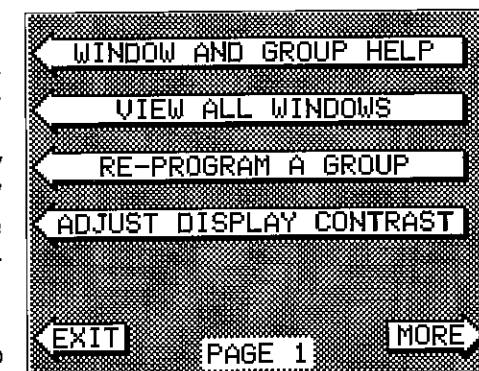 WINDOW AND GROUP HELP
VIEW ALL WINDOWS
RE-PROGRAM A GROUP
ADJUST DISPLAY CONTRAST
EXIT
PAGE 1
MORE